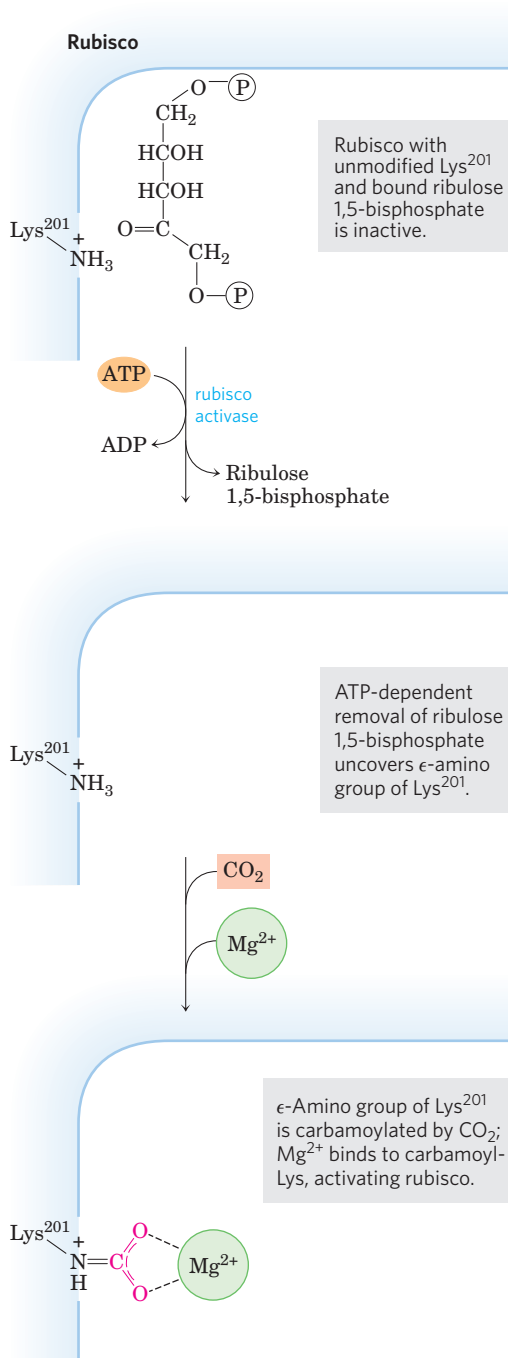 Rubisco
O—Ⓟ
CH₂
HCOH
HCOH
O=C
CH₂
O—Ⓟ
Lys²⁰¹
+
NH₃
Rubisco with
unmodified Lys²⁰¹
and bound ribulose
1,5-bisphosphate
is inactive.
ATP
rubisco
activase
ADP
Ribulose
1,5-bisphosphate
ATP-dependent
removal of ribulose
1,5-bisphosphate
uncovers ϵ-amino
group of Lys²⁰¹.
Lys²⁰¹
+
NH₃
CO₂
Mg²⁺
ϵ-Amino group of Lys²⁰¹
is carbamoylated by CO₂;
Mg²⁺ binds to carbamoyl-
Lys, activating rubisco.
Lys²⁰¹
+
O
N=C
Mg²⁺
H
O